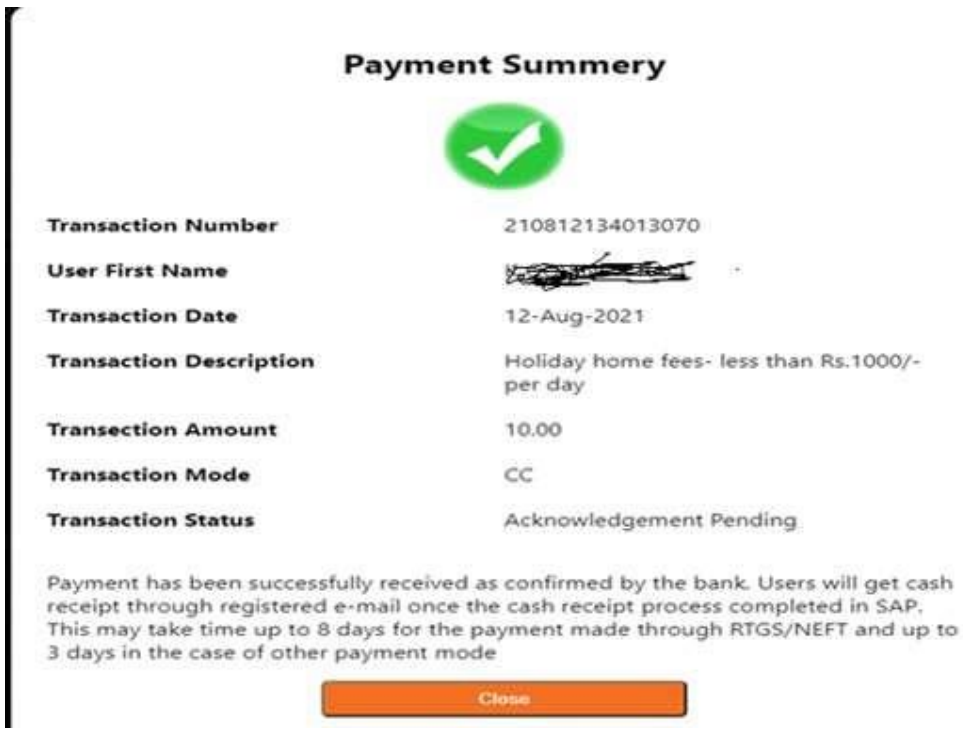 Payment Summery
Transaction Number 210812134013070
User First Name
Transaction Date 12-Aug-2021
Transaction Description Holiday home fees- less than Rs.1000/-
per day
Transection Amount 10.00
Transaction Mode CC
Transaction Status Acknowledgement Pending
Payment has been successfully received as confirmed by the bank. Users will get cash
receipt through registered e-mail once the cash receipt process completed in SAP.
This may take time up to 8 days for the payment made through RTGS/NEFT and up to
3 days in the case of other payment mode
Close